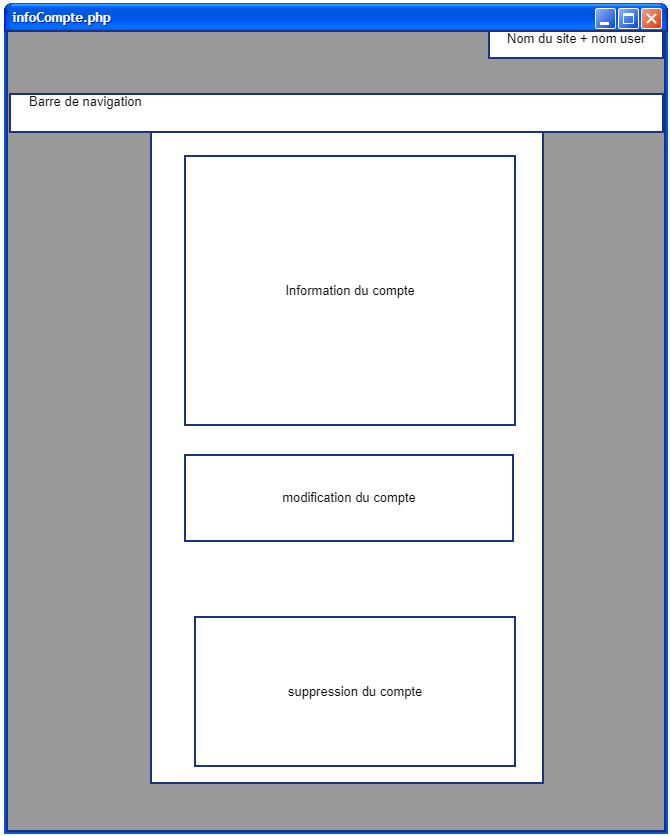 infoCompte.php
Nom du site + nom user
Barre de navigation
Information du compte
modification du compte
suppression du compte